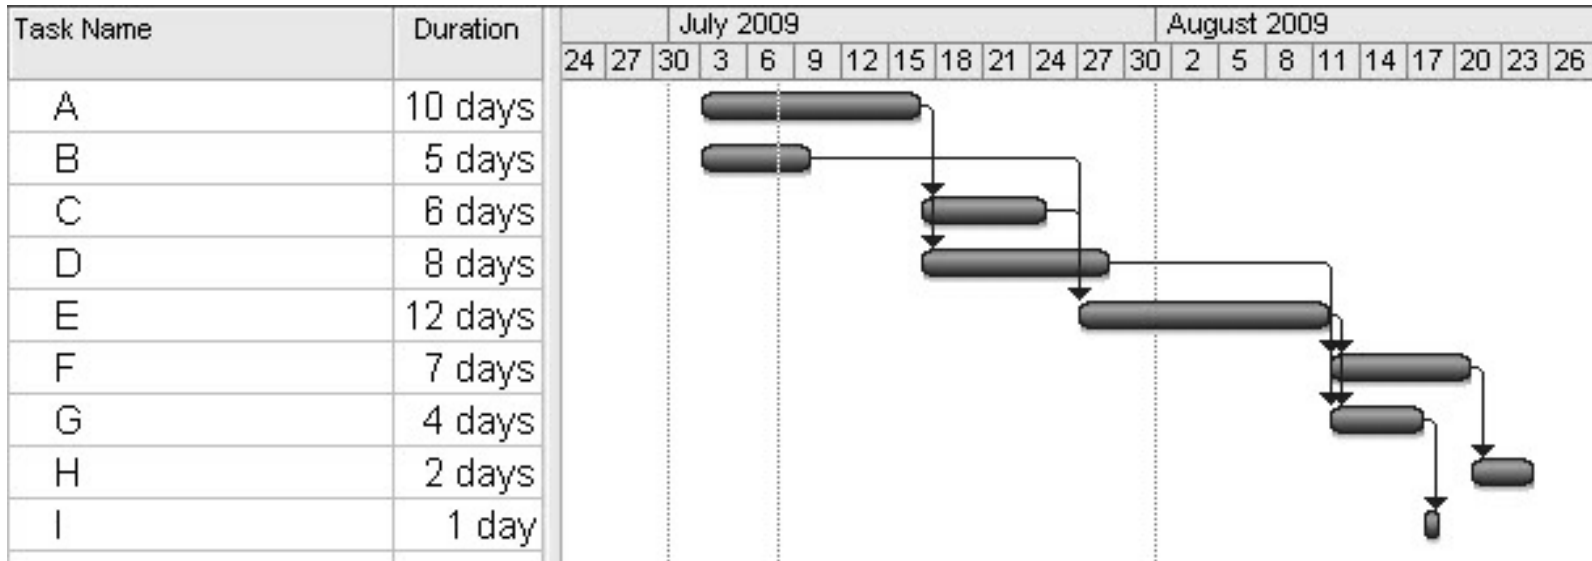 Task Name Duration July 2009 August 2009
24 27 30 3 6 9 12 15 18 21 24 27 30 2 5 8 11 14 17 20 23 26
A 10 days
B 5 days
C 6 days
D 8 days
E 12 days
F 7 days
G 4 days
H 2 days
I 1 day